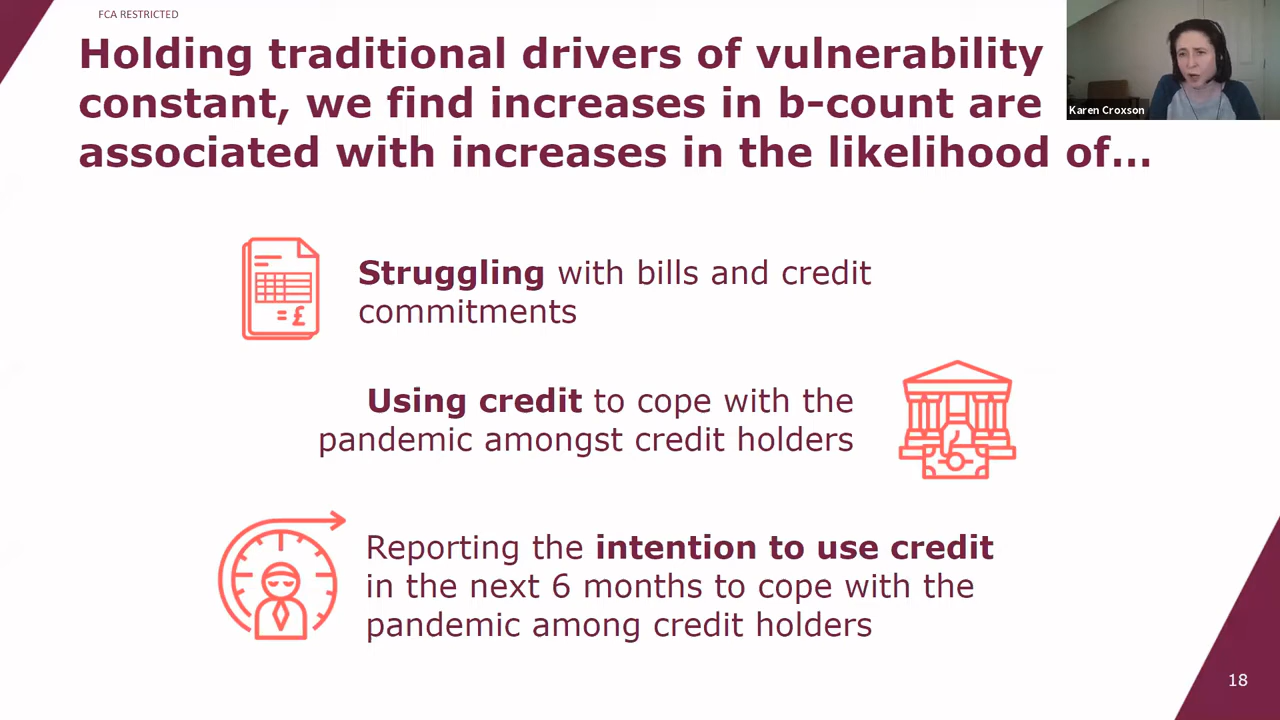 FCA RESTRICTED
Holding traditional drivers of vulnerability
constant, we find increases in b-count are
associated with increases in the likelihood of...
Karen Croxson
=£
Struggling with bills and credit
commitments
Using credit to cope with the
pandemic amongst credit holders
Reporting the intention to use credit
in the next 6 months to cope with the
pandemic among credit holders
18